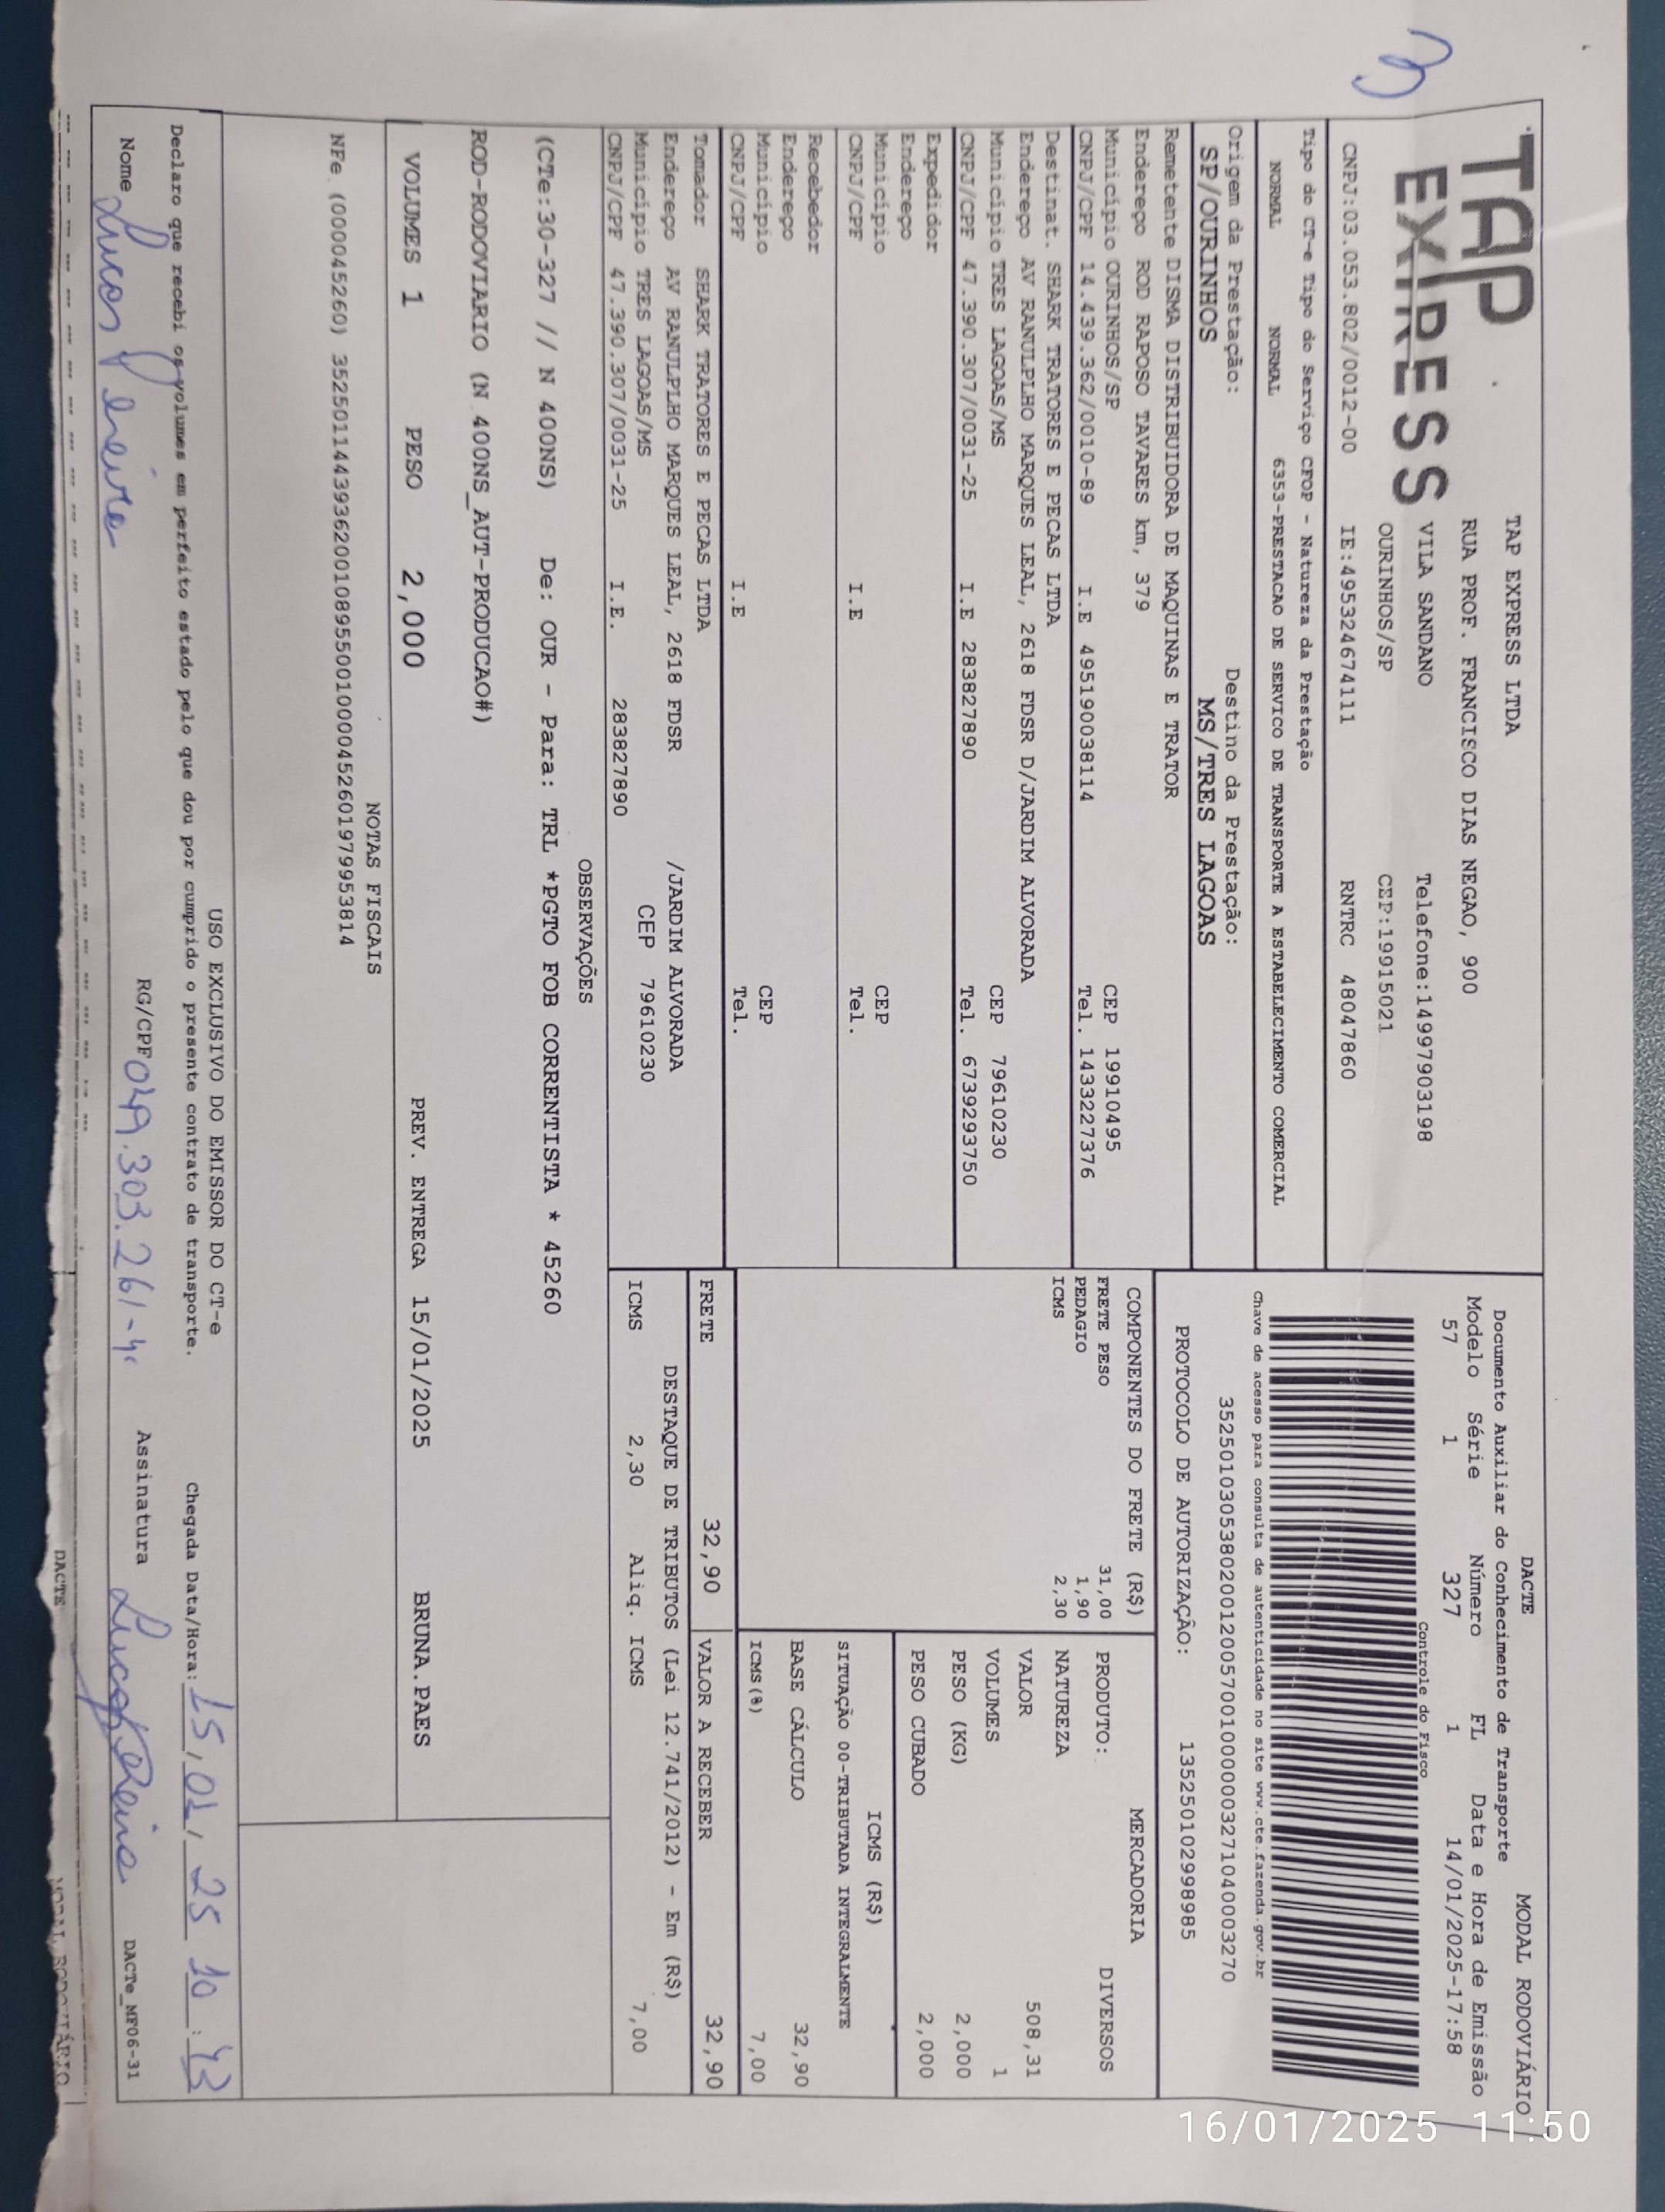 TAP
EXPRESS
TAP EXPRESS LTDA
RUA PROF. FRANCISCO DIAS NEGAO, 900
VILA SANDANO Telefone:14997903198
OURINHOS/SP CEP:19915021
CNPJ:03.053.802/0012-00 IE:495324674111 RNTRC 48047860
DACTE MODAL RODOVIÁRIO
Documento Auxiliar do Conhecimento de Transporte
Modelo Série Número FL Data e Hora de Emissão
57 1 327 1 14/01/2025-17:58
Controle do Fisco
Chave de acesso para consulta de autenticidade no site www.cte.fazenda.gov.br
35250103053802001200570010000003271040003270
PROTOCOLO DE AUTORIZAÇÃO: 135250102998985
Tipo do CT-e Tipo do Serviço CFOP - Natureza da Prestação
NORMAL NORMAL 6353-PRESTACAO DE SERVICO DE TRANSPORTE A ESTABELECIMENTO COMERCIAL
Origem da Prestação: Destino da Prestação:
SP/OURINHOS MS/TRES LAGOAS
Remetente DISMA DISTRIBUIDORA DE MAQUINAS E TRATOR
Endereço ROD RAPOSO TAVARES km, 379
Município OURINHOS/SP CEP 19910495
CNPJ/CPF 14.439.362/0010-89 I.E 495190038114 Tel. 1433227376
Destinat. SHARK TRATORES E PECAS LTDA
Endereço AV RANULPLHO MARQUES LEAL, 2618 FDSR D/JARDIM ALVORADA
Município TRES LAGOAS/MS CEP 79610230
CNPJ/CPF 47.390.307/0031-25 I.E 283827890 Tel. 6739293750
Expedidor
Endereço
Município CEP
CNPJ/CPF I.E Tel.
Recebedor
Endereço
Município CEP
CNPJ/CPF I.E Tel.
Tomador SHARK TRATORES E PECAS LTDA
Endereço AV RANULPLHO MARQUES LEAL, 2618 FDSR /JARDIM ALVORADA
Município TRES LAGOAS/MS CEP 79610230
CNPJ/CPF 47.390.307/0031-25 I.E. 283827890
COMPONENTES DO FRETE (R$)
FRETE PESO 31,00
PEDAGIO 1,90
ICMS 2,30
MERCADORIA
PRODUTO: DIVERSOS
NATUREZA
VALOR 508,31
VOLUMES 1
PESO (KG) 2,000
PESO CUBADO 2,000
ICMS (R$)
SITUAÇÃO 00-TRIBUTADA INTEGRALMENTE
BASE CÁLCULO 32,90
ICMS(%) 7,00
FRETE 32,90 VALOR A RECEBER 32,90
DESTAQUE DE TRIBUTOS (Lei 12.741/2012) - Em (R$)
ICMS 2,30 Aliq. ICMS 7,00
OBSERVAÇÕES
(CTe:30-327 // N 400NS) De: OUR - Para: TRL *PGTO FOB CORRENTISTA * 45260
ROD-RODOVIARIO (N 400NS_AUT-PRODUCAO#)
VOLUMES 1 PESO 2,000 PREV. ENTREGA 15/01/2025 BRUNA.PAES
NOTAS FISCAIS
NFe (000045260) 35250114439362001089550010000452601979953814
USO EXCLUSIVO DO EMISSOR DO CT-e
Declaro que recebi os volumes em perfeito estado pelo que dou por cumprido o presente contrato de transporte. Chegada Data/Hora: 15/01/25 10:43
Nome Lucas Pereira RG/CPF 029.303.261-40 Assinatura DACTe_MF06-31
DACTE MODAL RODOVIÁRIO
16/01/2025 11:50